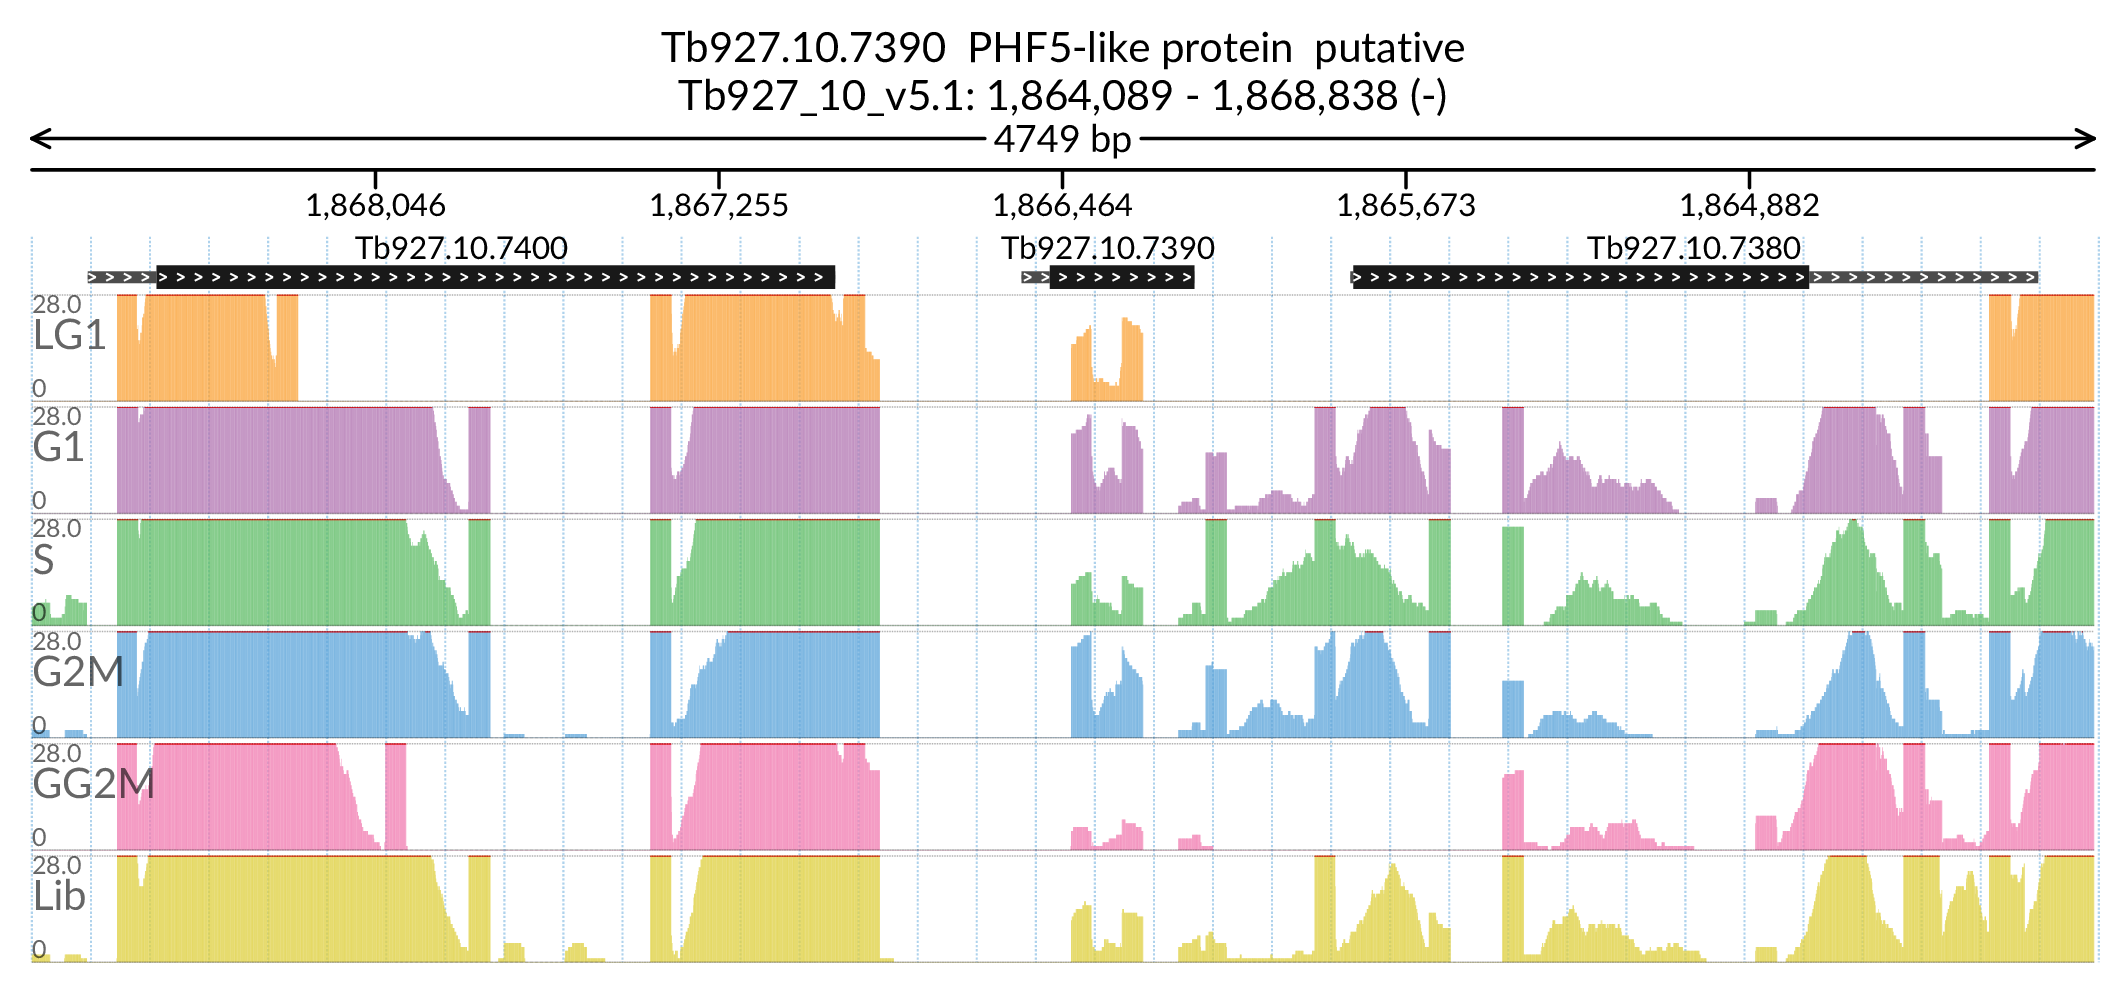 Tb927.10.7390  PHF5-like protein  putative
Tb927_10_v5.1: 1,864,089 - 1,868,838 (-)
4749 bp
1,868,046 1,867,255 1,866,464 1,865,673 1,864,882
Tb927.10.7400 Tb927.10.7390 Tb927.10.7380
28.0
LG1
0
28.0
G1
0
28.0
S
0
28.0
G2M
0
28.0
GG2M
0
28.0
Lib
0